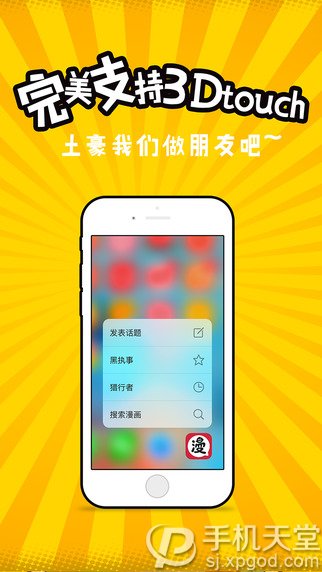 完美支持3Dtouch
土豪我们做朋友吧~
发表话题
黑执事
猎行者
搜索漫画
漫
手机天堂
sj.xpgod.com